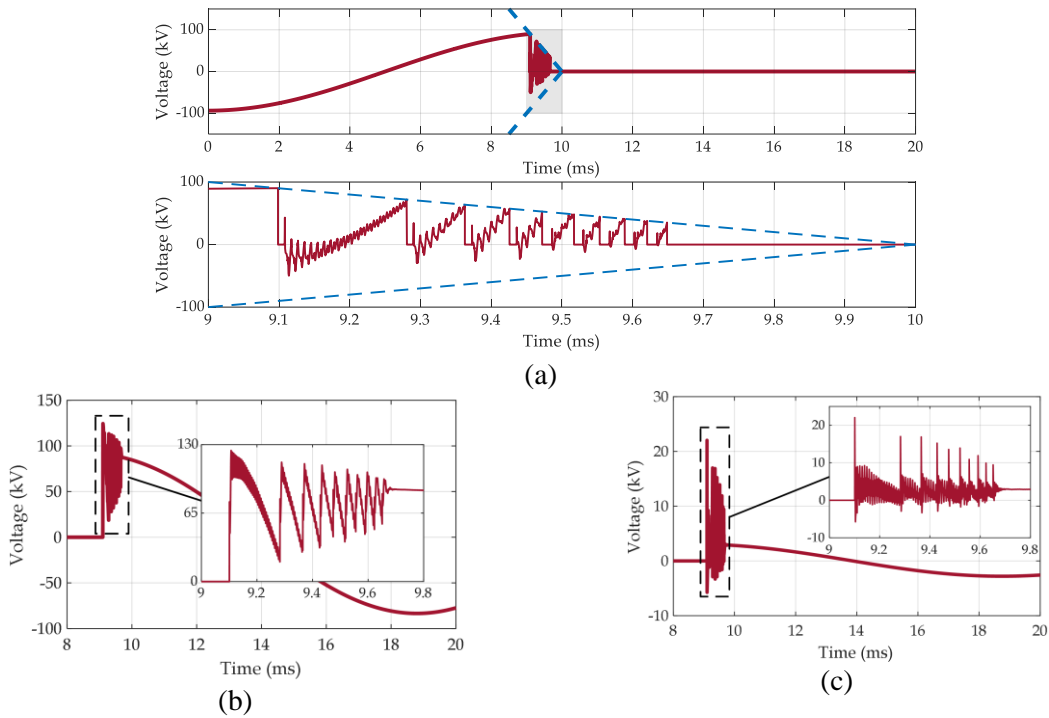 100
0
-100
Voltage (kV)
0 2 4 6 8 10 12 14 16 18 20
Time (ms)
100
0
-100
Voltage (kV)
9 9.1 9.2 9.3 9.4 9.5 9.6 9.7 9.8 9.9 10
Time (ms)
(a)
150
100
50
0
-50
-100
Voltage (kV)
130
65
0
9 9.2 9.4 9.6 9.8
8 10 12 14 16 18 20
Time (ms)
(b)
30
20
10
0
-10
Voltage (kV)
20
10
0
-10
9 9.2 9.4 9.6 9.8
8 10 12 14 16 18 20
Time (ms)
(c)